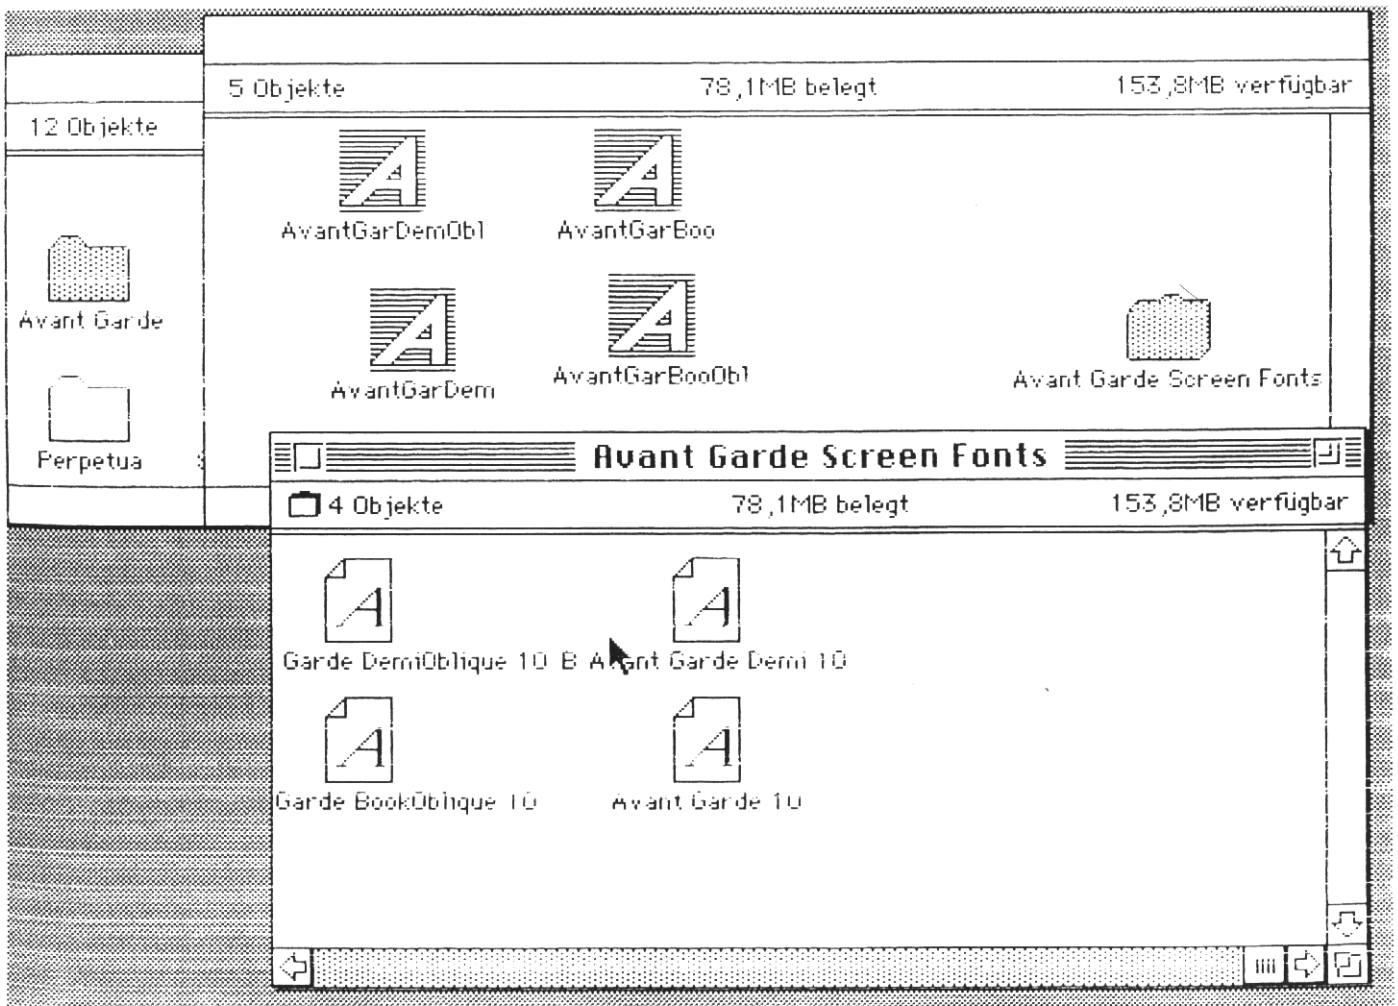 5 Objekte 78,1MB belegt 153,8MB verfügbar
12 Objekte
AvantGarDemObl AvantGarBoo
Avant Garde
AvantGarDem AvantGarBooObl Avant Garde Screen Fonts
Perpetua
Avant Garde Screen Fonts
4 Objekte 78,1MB belegt 153,8MB verfügbar
Garde DemiOblique 10 B Avant Garde Demi 10
Garde BookOblique 10 Avant Garde 10